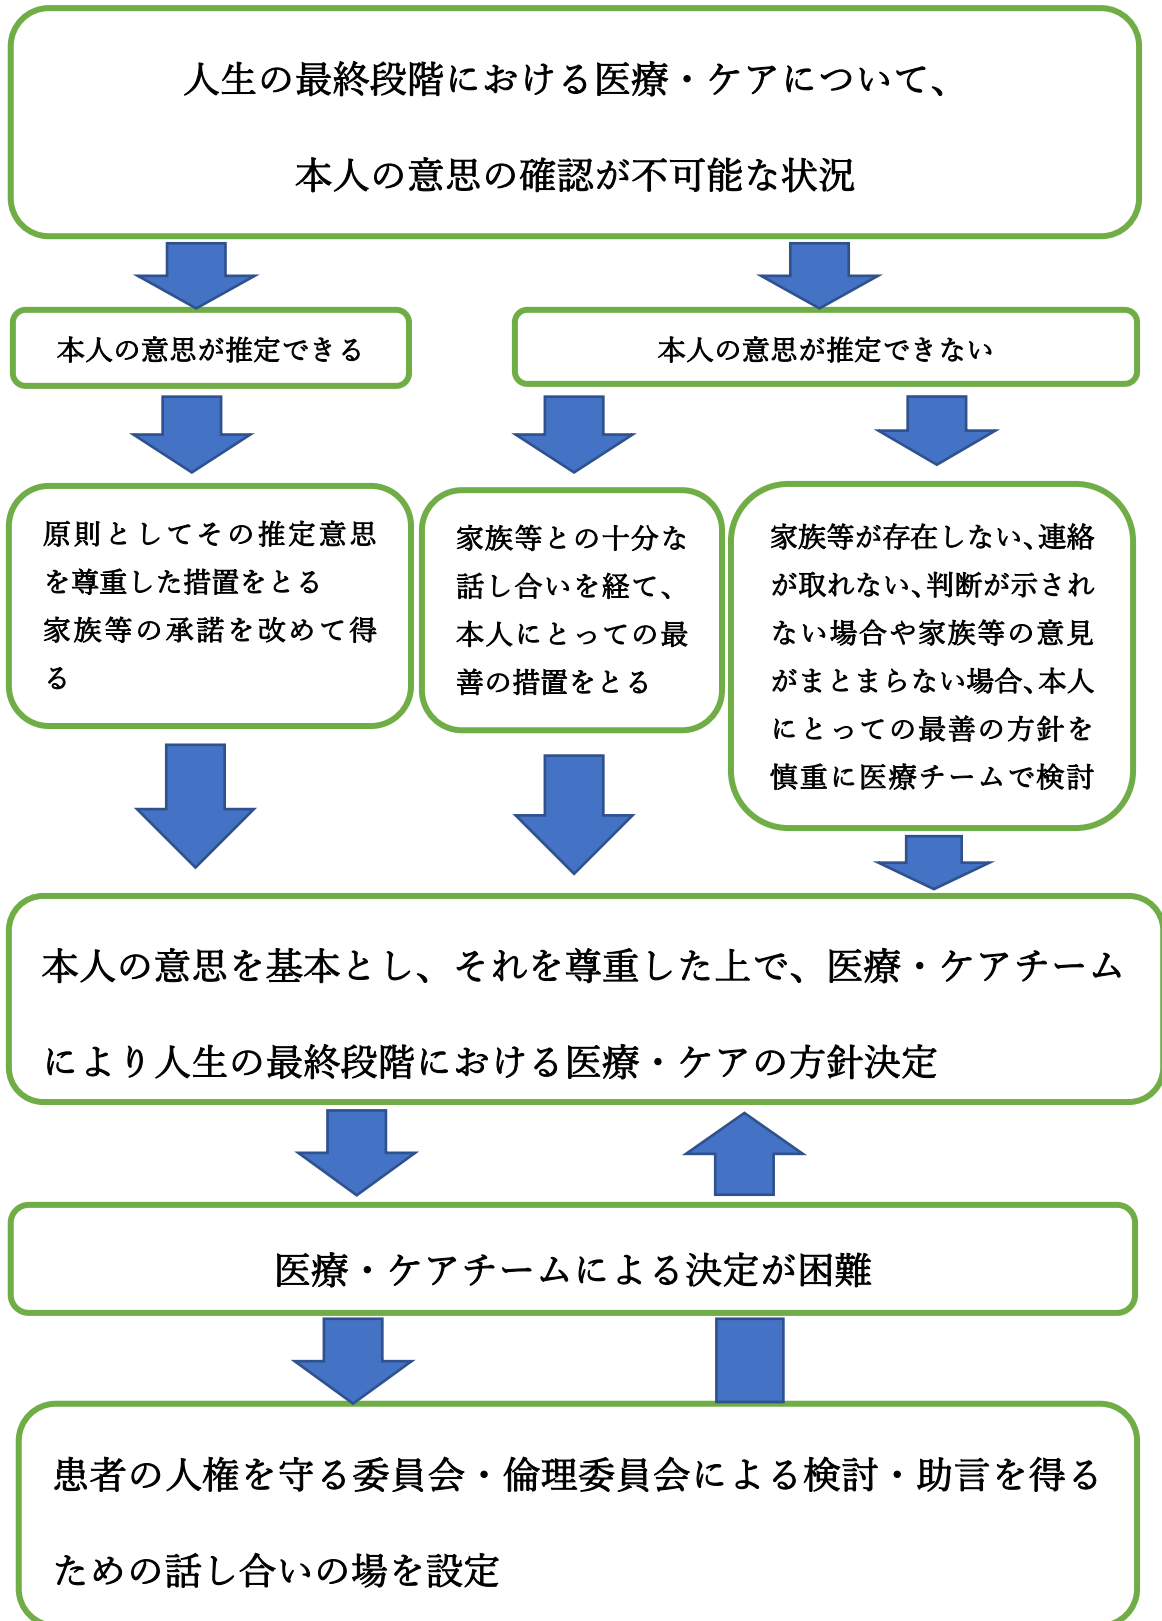 人生の最終段階における医療・ケアについて、
本人の意思の確認が不可能な状況
本人の意思が推定できる
本人の意思が推定できない
原則としてその推定意思
を尊重した措置をとる
家族等の承諾を改めて得
る
家族等との十分な
話し合いを経て、
本人にとっての最
善の措置をとる
家族等が存在しない、連絡
が取れない、判断が示され
ない場合や家族等の意見
がまとまらない場合、本人
にとっての最善の方針を
慎重に医療チームで検討
本人の意思を基本とし、それを尊重した上で、医療・ケアチーム
により人生の最終段階における医療・ケアの方針決定
医療・ケアチームによる決定が困難
患者の人権を守る委員会・倫理委員会による検討・助言を得る
ための話し合いの場を設定